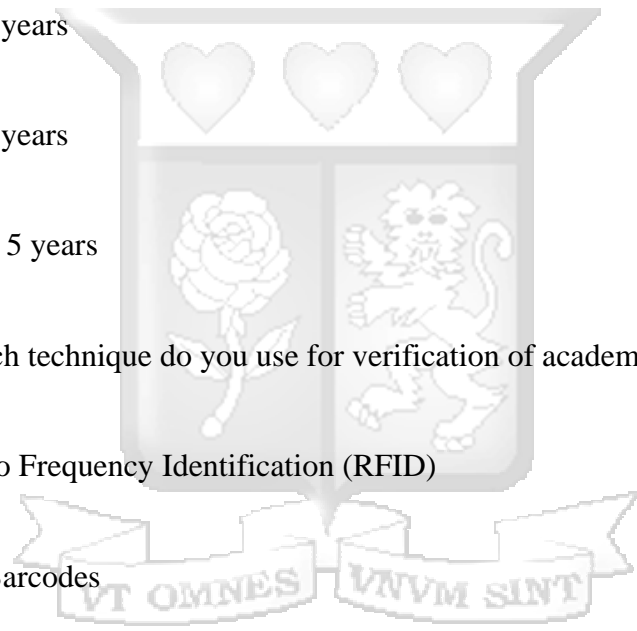 years
years
5 years
ch technique do you use for verification of academ
o Frequency Identification (RFID)
arcodes
VT OMNES VNVM SINT